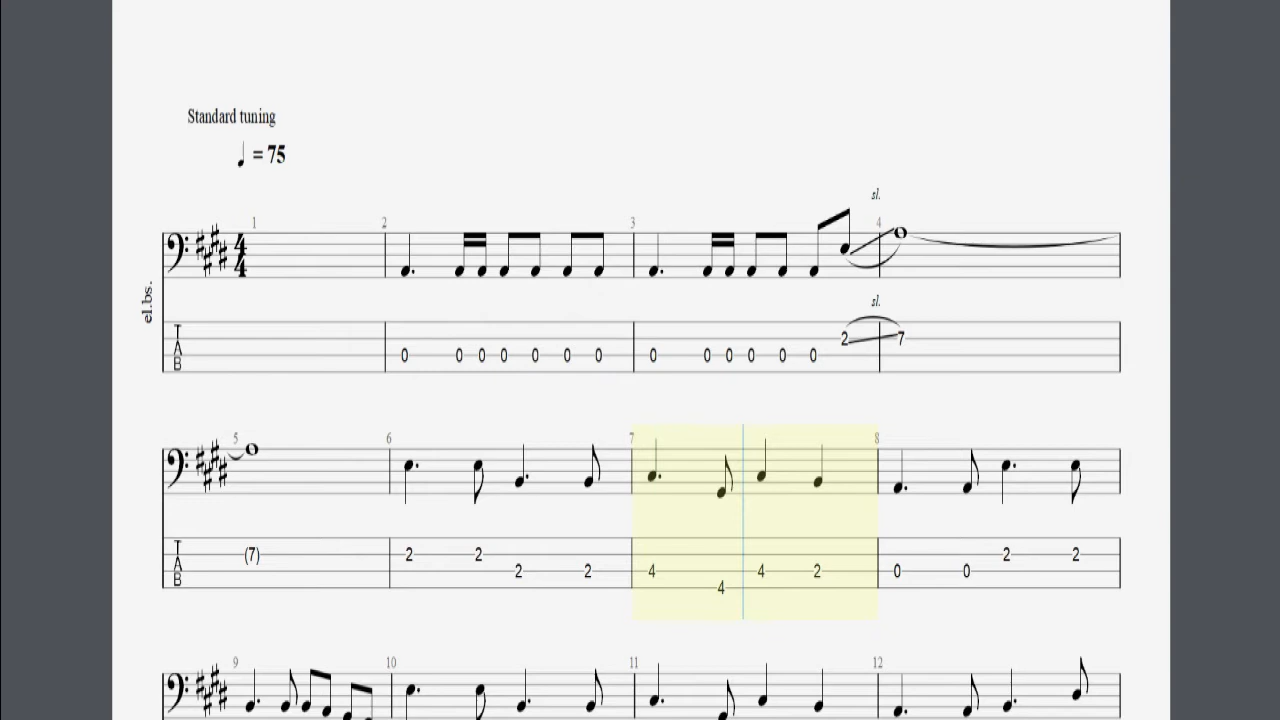 Standard tuning
♩ = 75
sl.
1 2 3 4
4
4
el.bs.
sl.
T A B
2 7
0 0 0 0 0 0 0 0 0 0 0 0 0
5 6 7 8
T A B
(7) 2 2 2 2
2 2 4 4 2 0 0
4
9 10 11 12